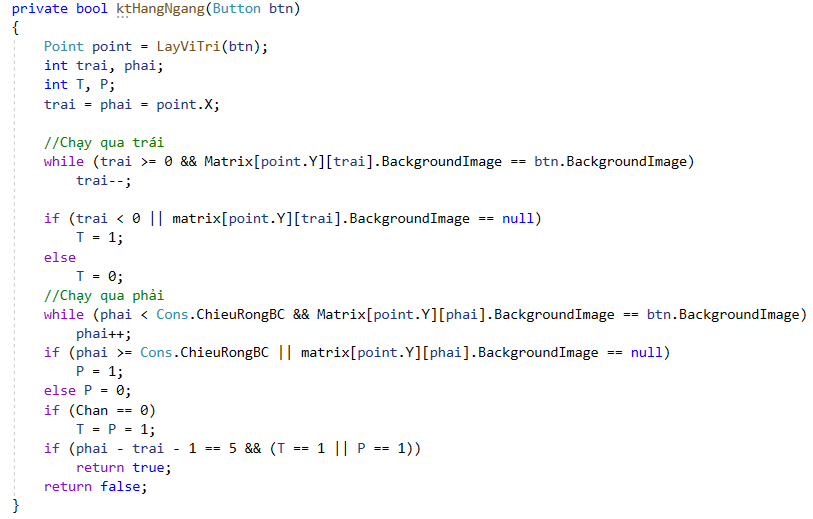 private bool ktHangNgang(Button btn)
{
    Point point = LayViTri(btn);
    int trai, phai;
    int T, P;
    trai = phai = point.X;
    //Chạy qua trái
    while (trai >= 0 && Matrix[point.Y][trai].BackgroundImage == btn.BackgroundImage)
        trai--;
    if (trai < 0 || matrix[point.Y][trai].BackgroundImage == null)
        T = 1;
    else
        T = 0;
    //Chạy qua phải
    while (phai < Cons.ChieuRongBC && Matrix[point.Y][phai].BackgroundImage == btn.BackgroundImage)
        phai++;
    if (phai >= Cons.ChieuRongBC || matrix[point.Y][phai].BackgroundImage == null)
        P = 1;
    else P = 0;
    if (Chan == 0)
        T = P = 1;
    if (phai - trai - 1 == 5 && (T == 1 || P == 1))
        return true;
    return false;
}